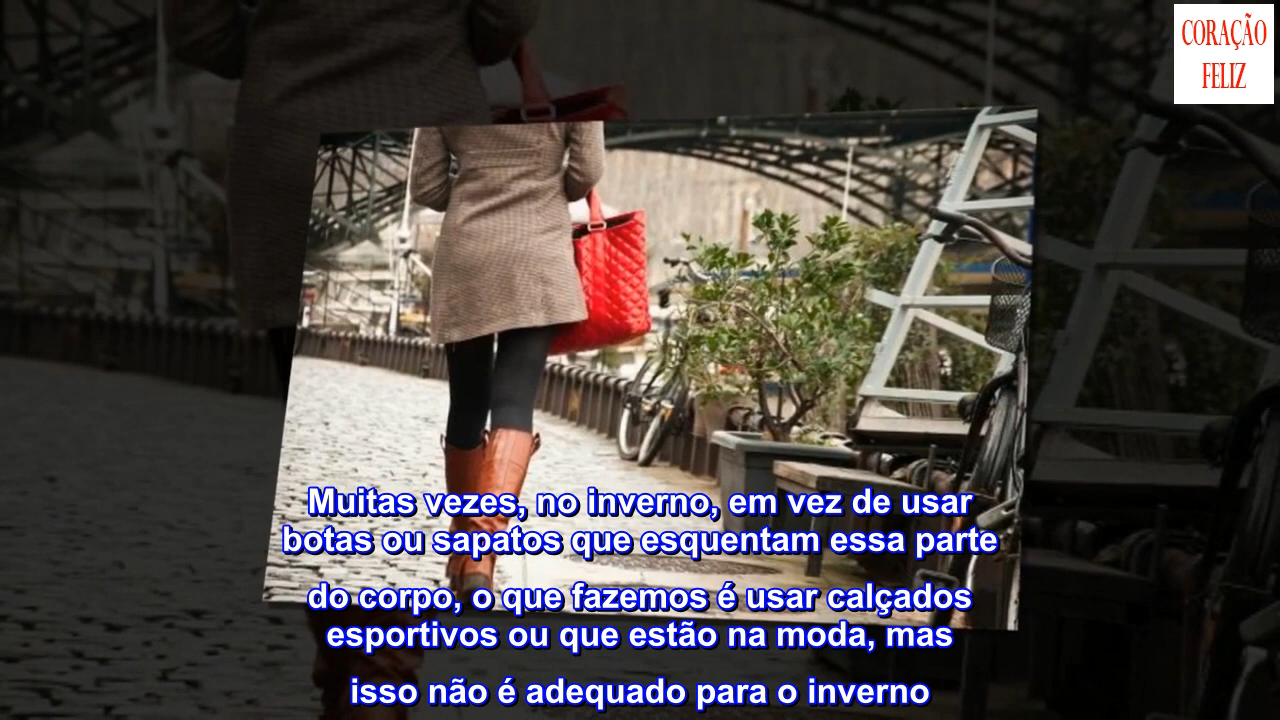 CORAÇÃO
FELIZ
Muitas vezes, no inverno, em vez de usar
botas ou sapatos que esquentam essa parte
do corpo, o que fazemos é usar calçados
esportivos ou que estão na moda, mas
isso não é adequado para o inverno